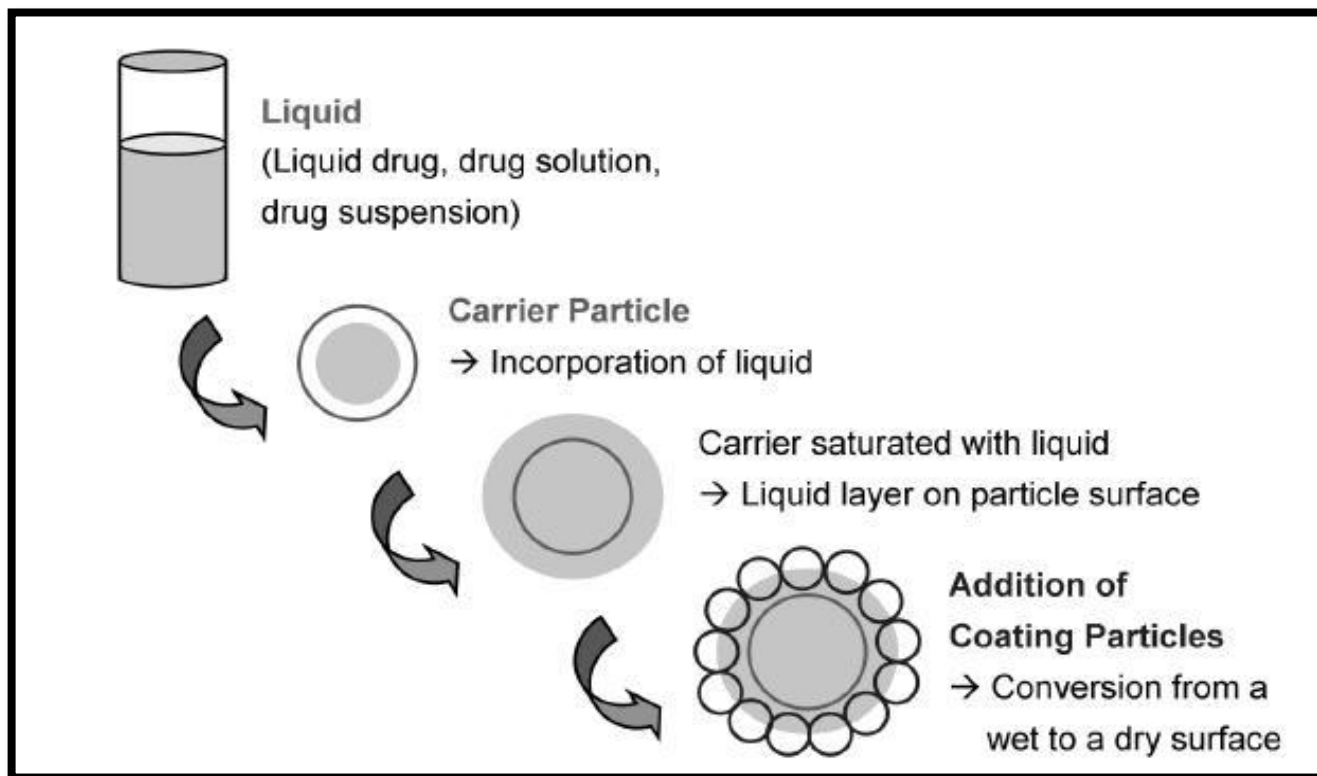 Liquid
(Liquid drug, drug solution,
drug suspension)
Carrier Particle
→ Incorporation of liquid
Carrier saturated with liquid
→ Liquid layer on particle surface
Addition of
Coating Particles
→ Conversion from a
wet to a dry surface